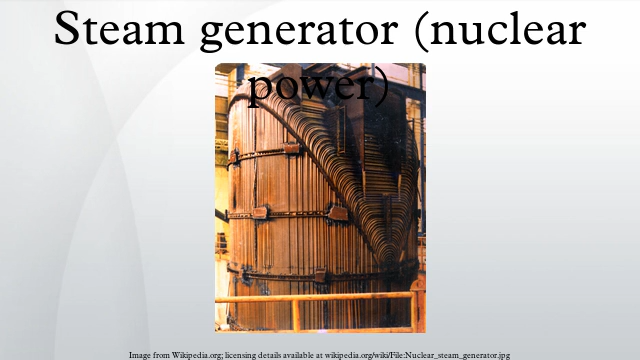 Steam generator (nuclear
power)
Image from Wikipedia.org; licensing details available at wikipedia.org/wiki/File:Nuclear_steam_generator.jpg